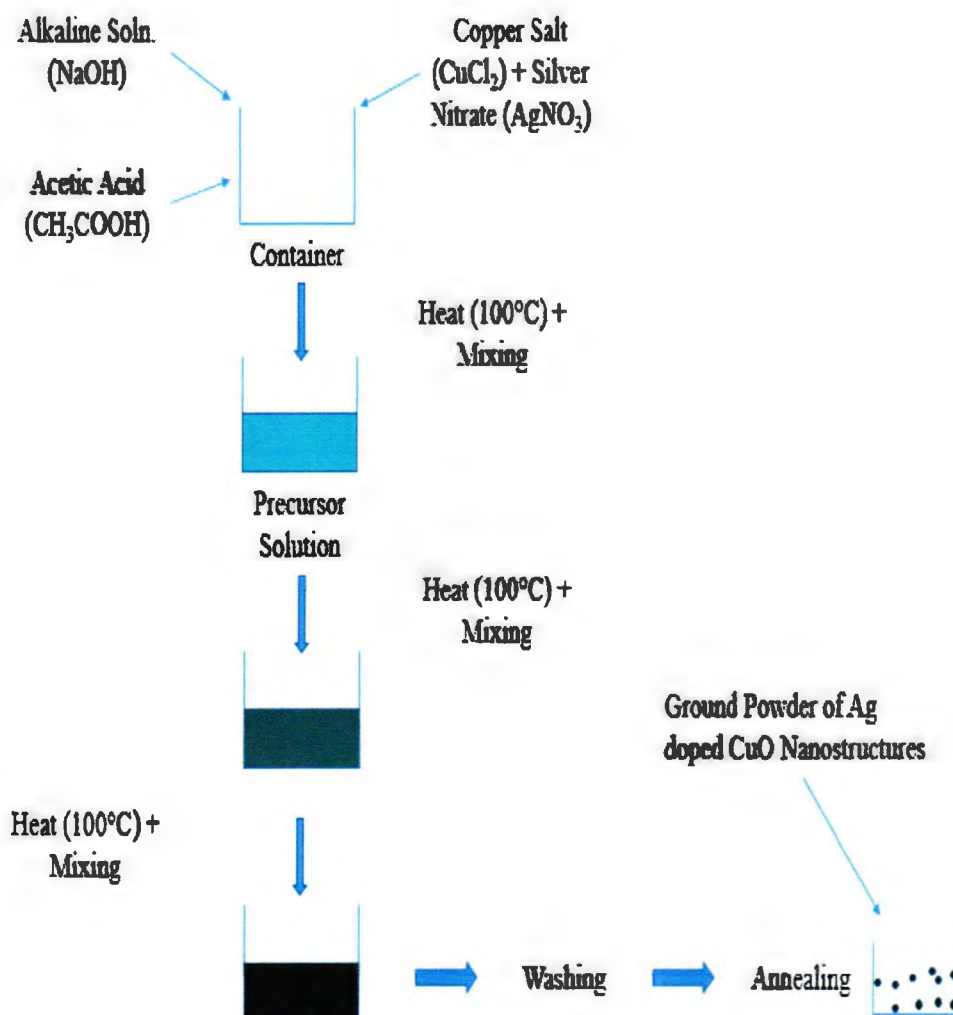 Alkaline Soln.
(NaOH)
Copper Salt
(CuCl₂) + Silver
Nitrate (AgNO₃)
Acetic Acid
(CH₃COOH)
Container
Heat (100°C) +
Mixing
Precursor
Solution
Heat (100°C) +
Mixing
Ground Powder of Ag
doped CuO Nanostructures
Heat (100°C) +
Mixing
Washing
Annealing